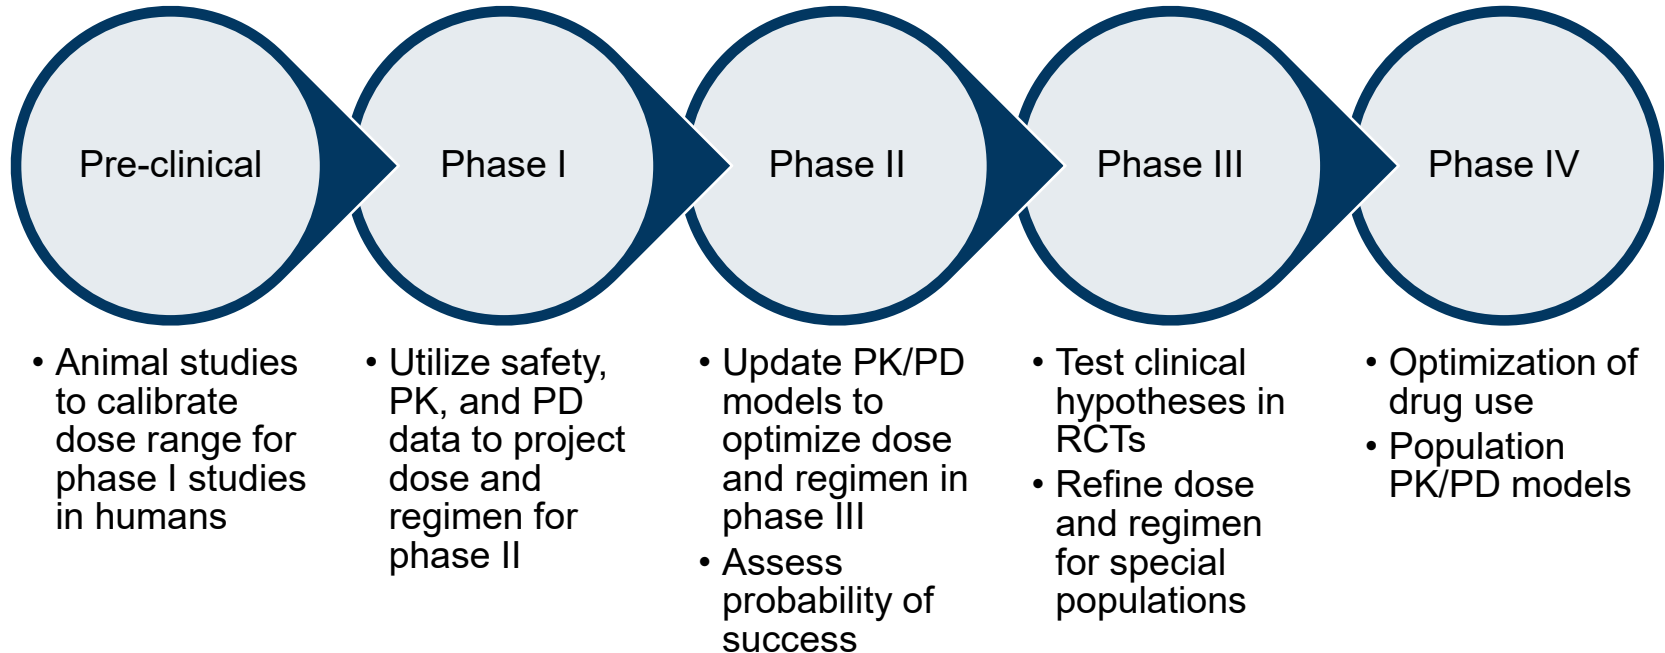 Pre-clinical
Phase I
Phase II
Phase III
Phase IV
• Animal studies
to calibrate
dose range for
phase I studies
in humans
• Utilize safety,
PK, and PD
data to project
dose and
regimen for
phase II
• Update PK/PD
models to
optimize dose
and regimen in
phase III
• Assess
probability of
success
• Test clinical
hypotheses in
RCTs
• Refine dose
and regimen
for special
populations
• Optimization of
drug use
• Population
PK/PD models